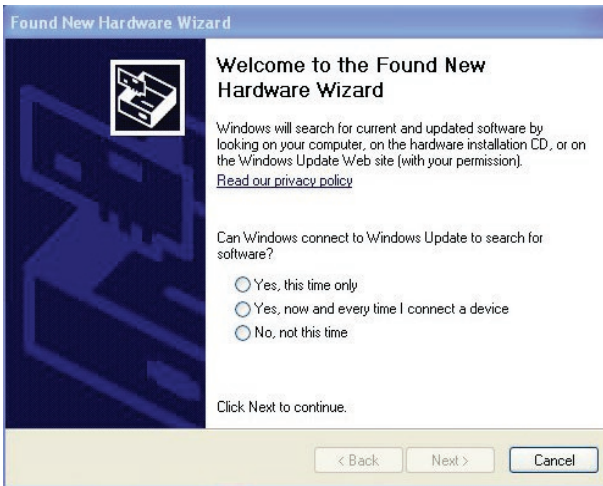 Found New Hardware Wizard
Welcome to the Found New
Hardware Wizard
Windows will search for current and updated software by
looking on your computer, on the hardware installation CD, or on
the Windows Update Web site (with your permission).
Read our privacy policy
Can Windows connect to Windows Update to search for
software?
Yes, this time only
Yes, now and every time I connect a device
No, not this time
Click Next to continue.
< Back
Next >
Cancel